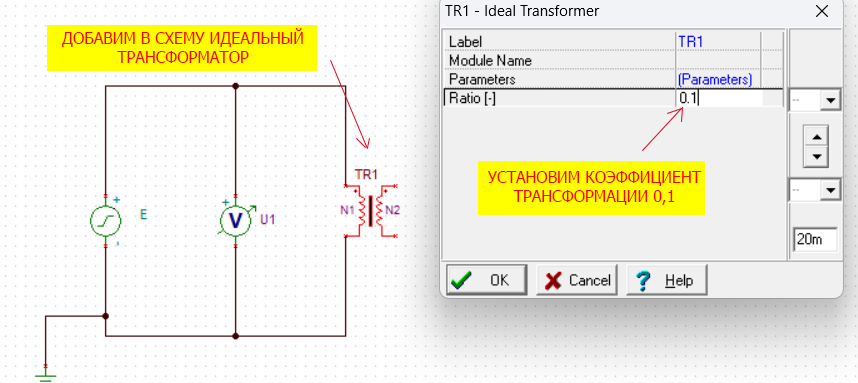 ДОБАВИМ В СХЕМУ ИДЕАЛЬНЫЙ
ТРАНСФОРМАТОР
TR1
N1 N2
+
E
+
V U1
TR1 - Ideal Transformer
Label TR1
Module Name
Parameters (Parameters)
Ratio [-] 0.1
--
УСТАНОВИМ КОЭФФИЦИЕНТ
ТРАНСФОРМАЦИИ 0,1
--
20m
OK Cancel Help